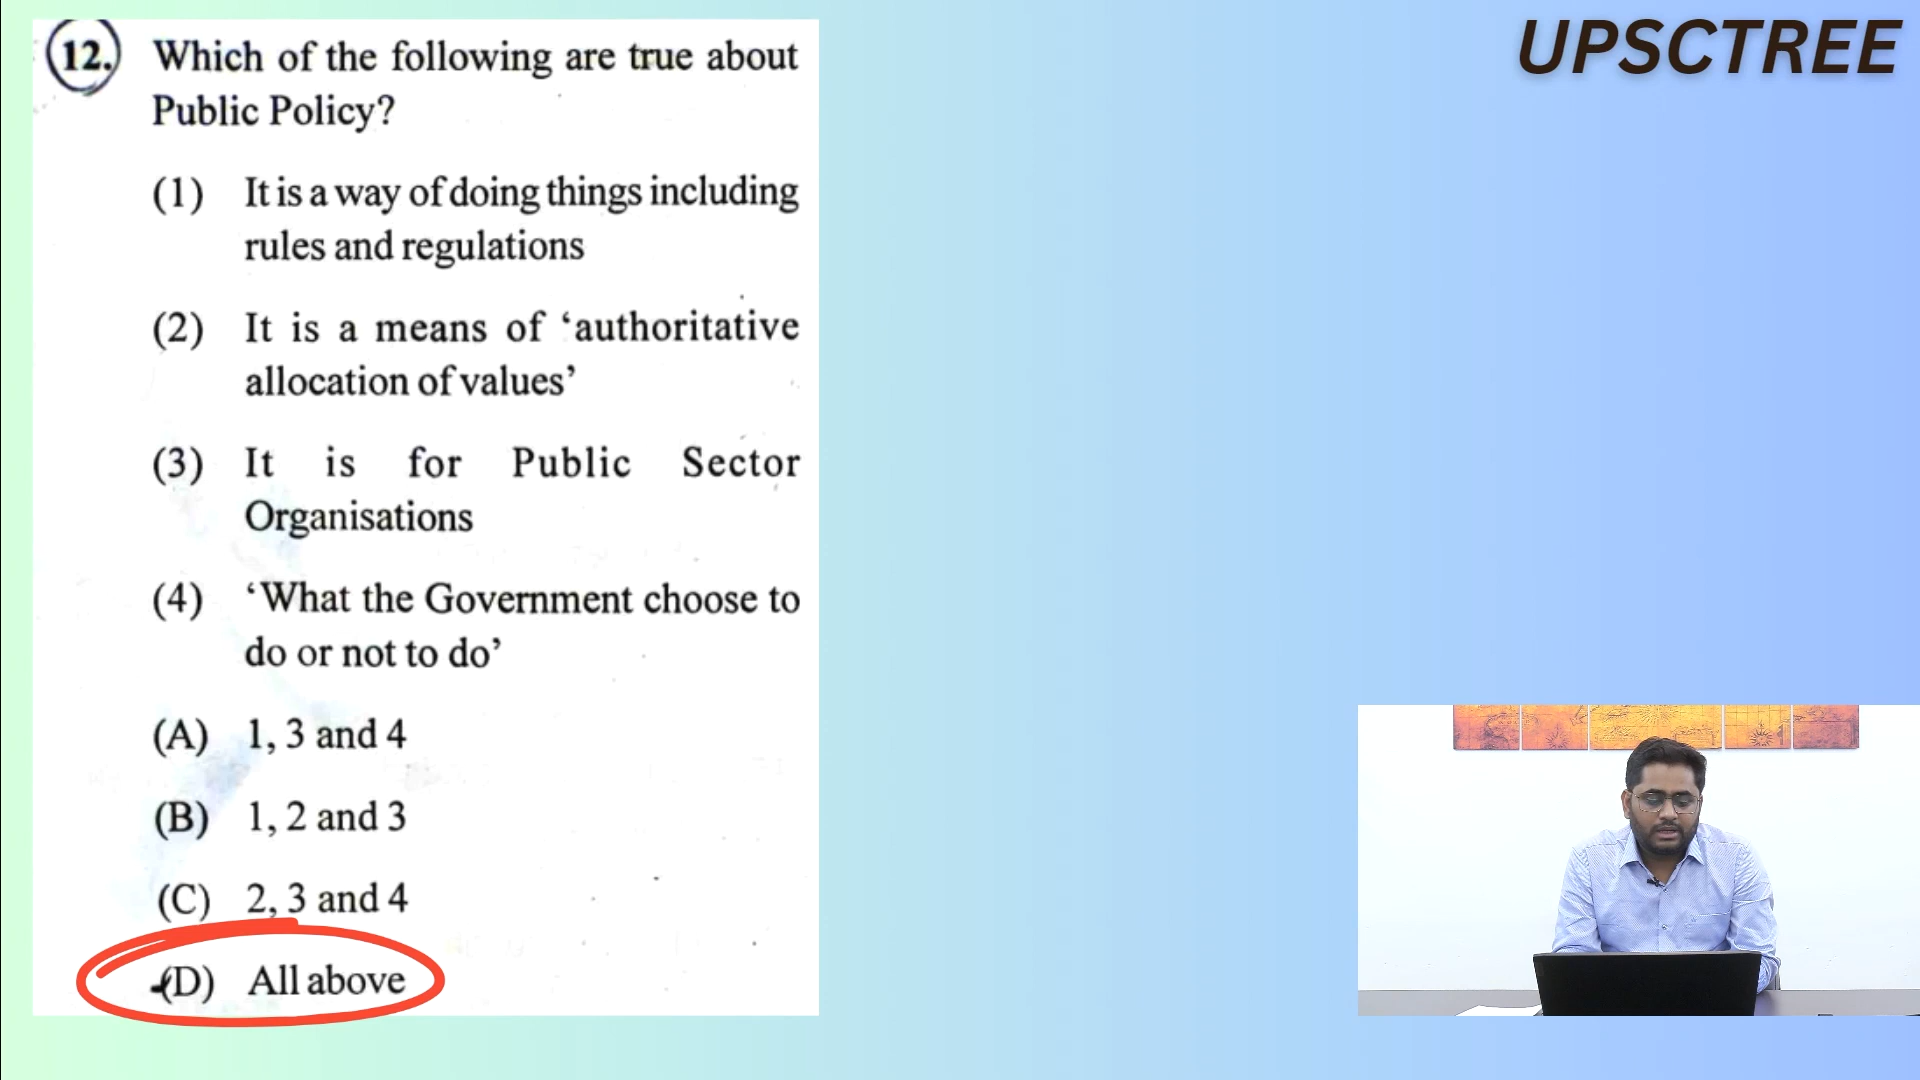 UPSCTREE
12. Which of the following are true about
Public Policy?
(1) It is a way of doing things including
rules and regulations
(2) It is a means of ‘authoritative
allocation of values’
(3) It is for Public Sector
Organisations
(4) ‘What the Government choose to
do or not to do’
(A) 1, 3 and 4
(B) 1, 2 and 3
(C) 2, 3 and 4
(D) All above